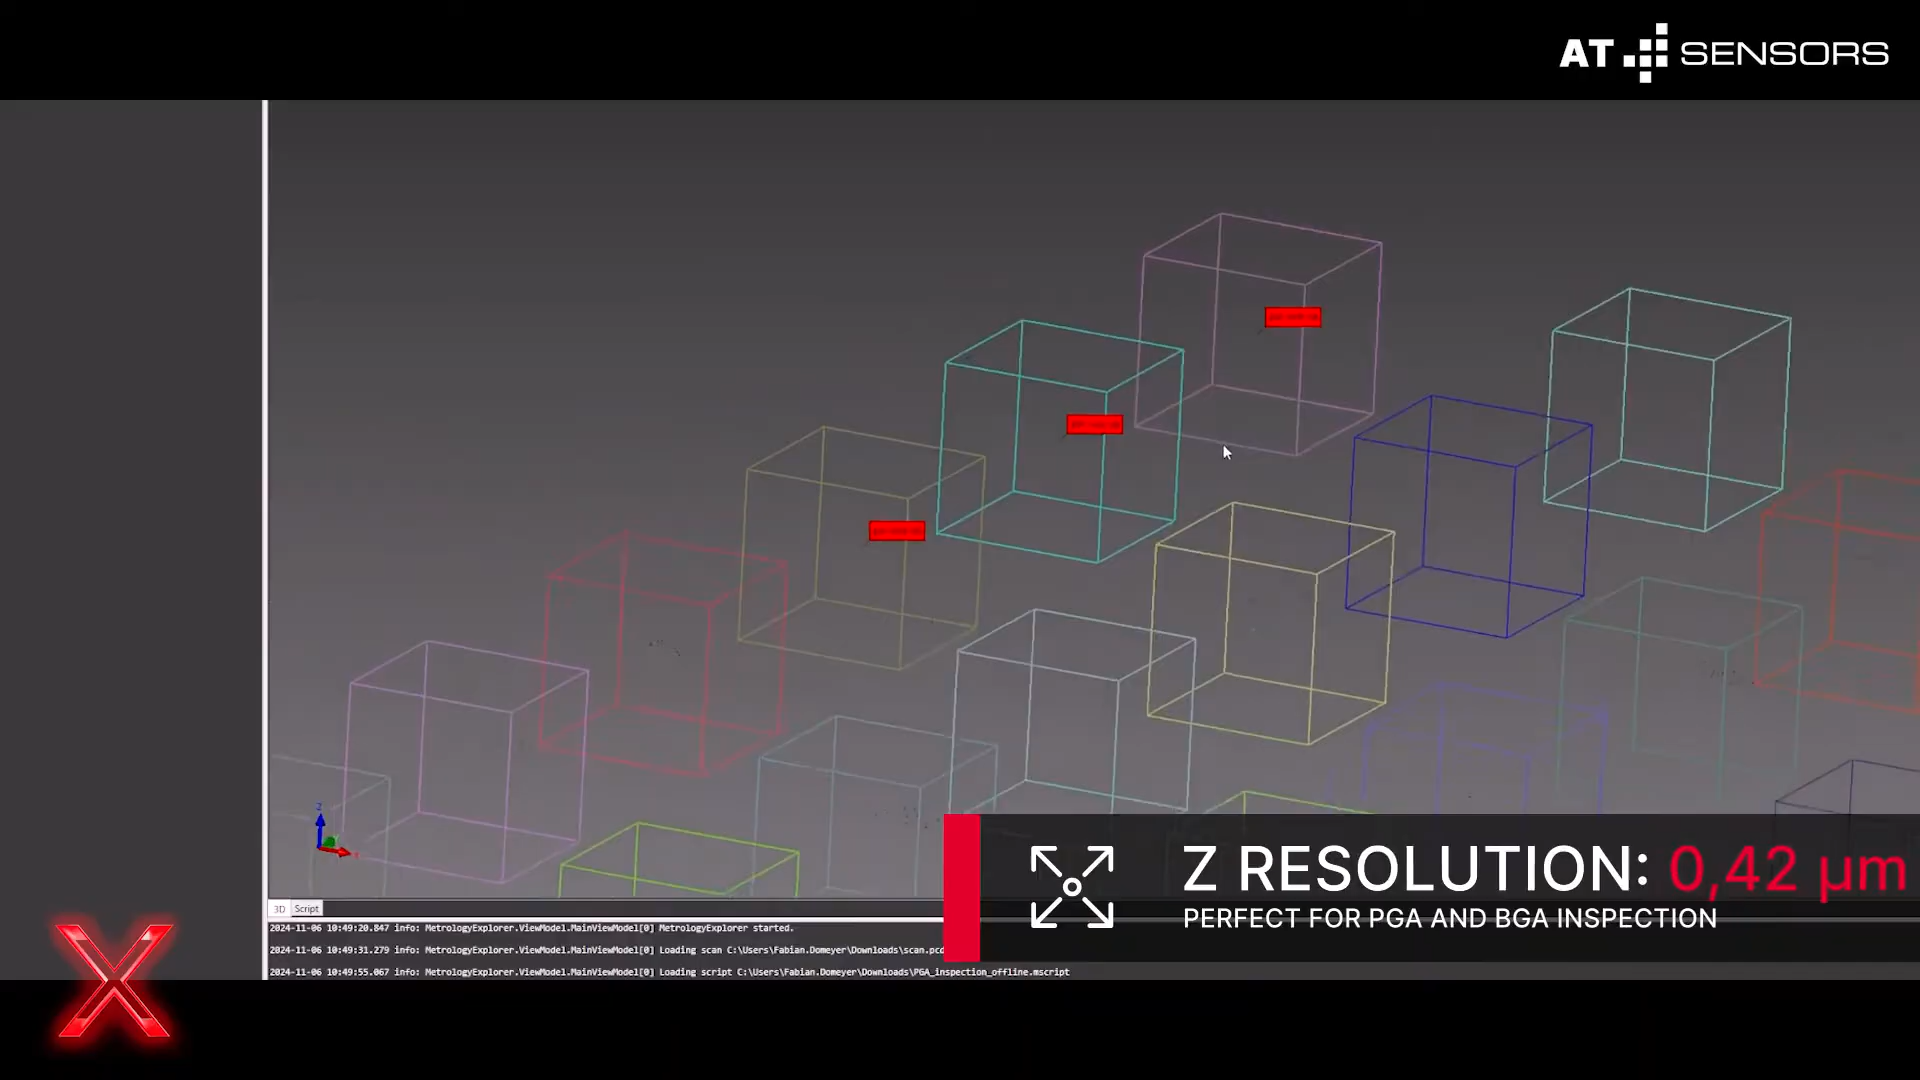 AT SENSORS
Z
X
3D Script
2024-11-06 10:49:20.847 info: MetrologyExplorer.ViewModel.MainViewModel[0] MetrologyExplorer started.
2024-11-06 10:49:31.279 info: MetrologyExplorer.ViewModel.MainViewModel[0] Loading scan C:\Users\Fabian.Domeyer\Downloads\scan.pcd
2024-11-06 10:49:55.067 info: MetrologyExplorer.ViewModel.MainViewModel[0] Loading script C:\Users\Fabian.Domeyer\Downloads\PGA_inspection_offline.mscript
Z RESOLUTION: 0,42 µm
PERFECT FOR PGA AND BGA INSPECTION
X